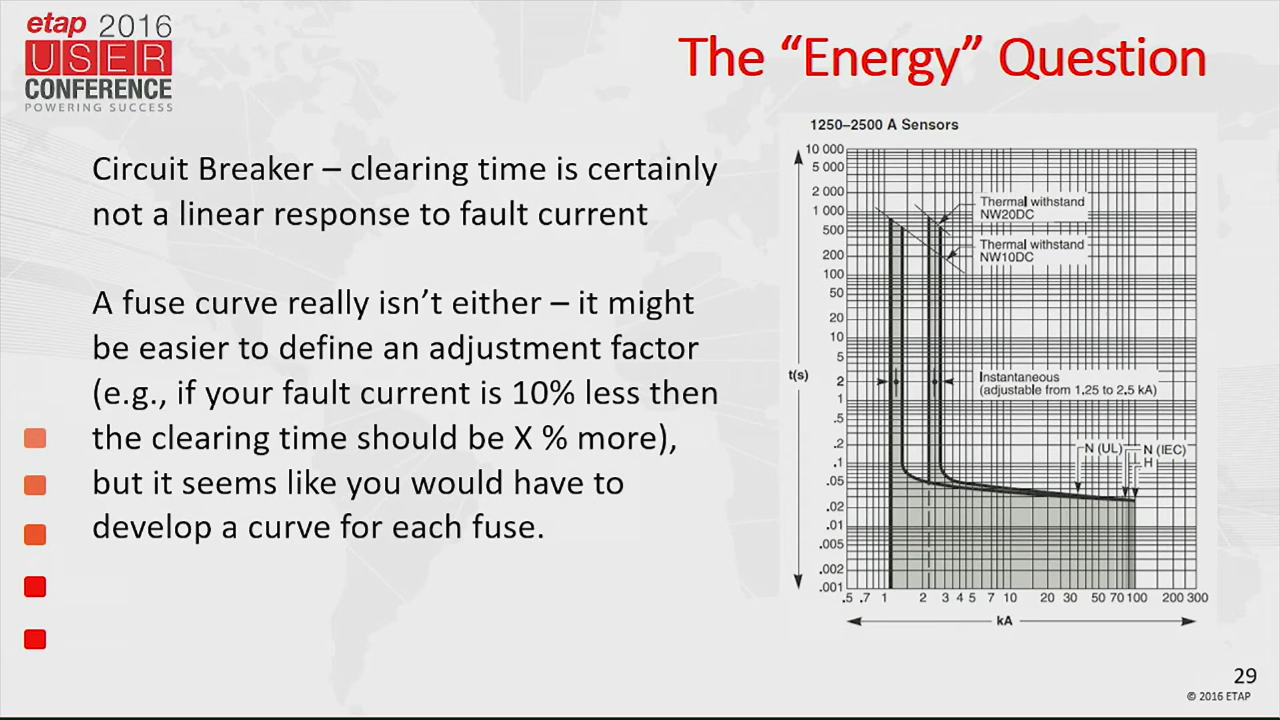 etap 2016
USER
CONFERENCE
POWERING SUCCESS
The “Energy” Question
Circuit Breaker – clearing time is certainly
not a linear response to fault current
A fuse curve really isn’t either – it might
be easier to define an adjustment factor
(e.g., if your fault current is 10% less then
the clearing time should be X % more),
but it seems like you would have to
develop a curve for each fuse.
1250–2500 A Sensors
10 000
5 000
2 000
1 000
500
200
100
50
20
10
5
2
1
.5
.2
.1
.05
.02
.01
.005
.002
.001
t(s)
Thermal withstand
NW20DC
Thermal withstand
NW10DC
Instantaneous
(adjustable from 1.25 to 2.5 kA)
N (UL)
N (IEC)
H
.5 .7 1 2 3 4 5 7 10 20 30 50 70 100 200 300
kA
29
© 2016 ETAP